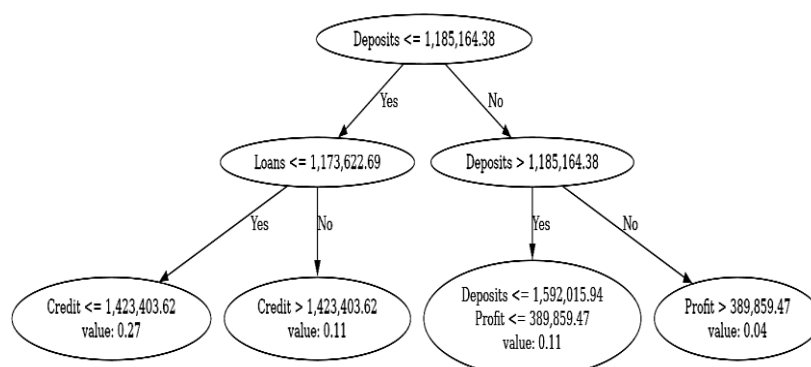 Deposits <= 1,185,164.38
Yes
No
Loans <= 1,173,622.69
Deposits > 1,185,164.38
Yes
No
Yes
No
Credit <= 1,423,403.62
value: 0.27
Credit > 1,423,403.62
value: 0.11
Deposits <= 1,592,015.94
Profit <= 389,859.47
value: 0.11
Profit > 389,859.47
value: 0.04